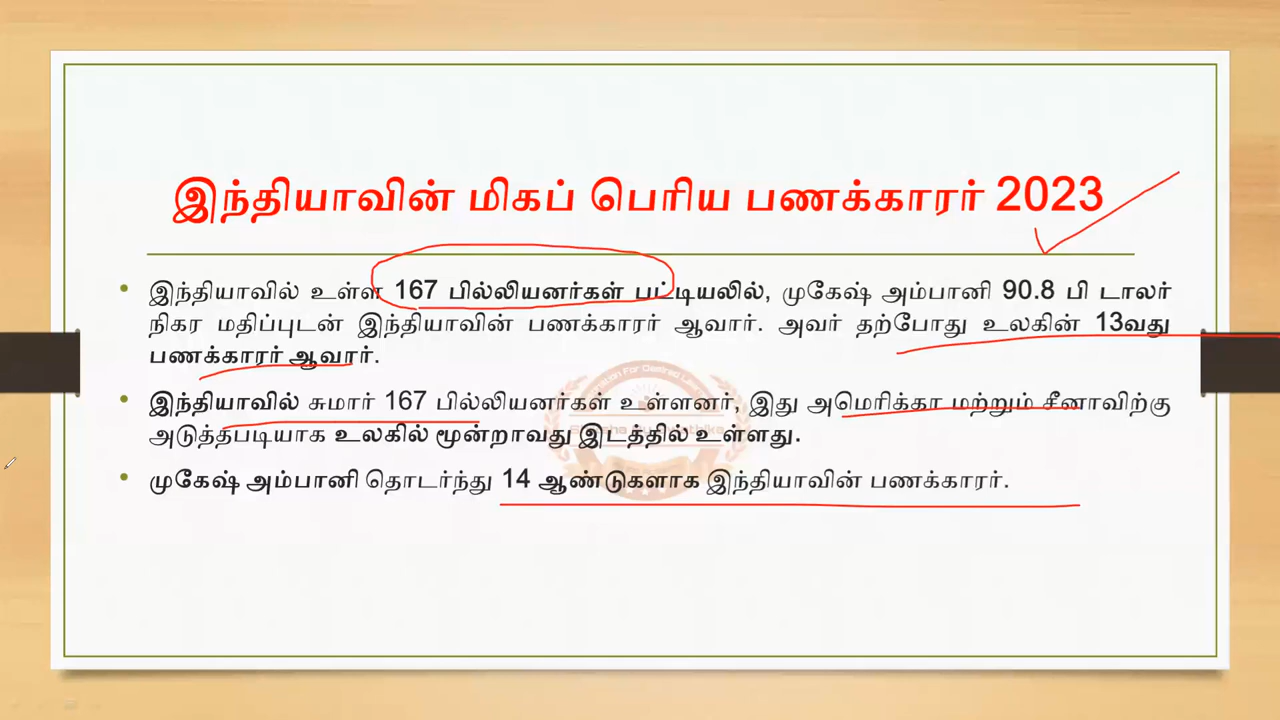 இந்தியாவின் மிகப் பெரிய பணக்காரர் 2023
• இந்தியாவில் உள்ள 167 பில்லியனர்கள் பட்டியலில், முகேஷ் அம்பானி 90.8 பி டாலர்
நிகர மதிப்புடன் இந்தியாவின் பணக்காரர் ஆவார். அவர் தற்போது உலகின் 13வது
பணக்காரர் ஆவார்.
• இந்தியாவில் சுமார் 167 பில்லியனர்கள் உள்ளனர், இது அமெரிக்கா மற்றும் சீனாவிற்கு
அடுத்தபடியாக உலகில் மூன்றாவது இடத்தில் உள்ளது.
• முகேஷ் அம்பானி தொடர்ந்து 14 ஆண்டுகளாக இந்தியாவின் பணக்காரர்.